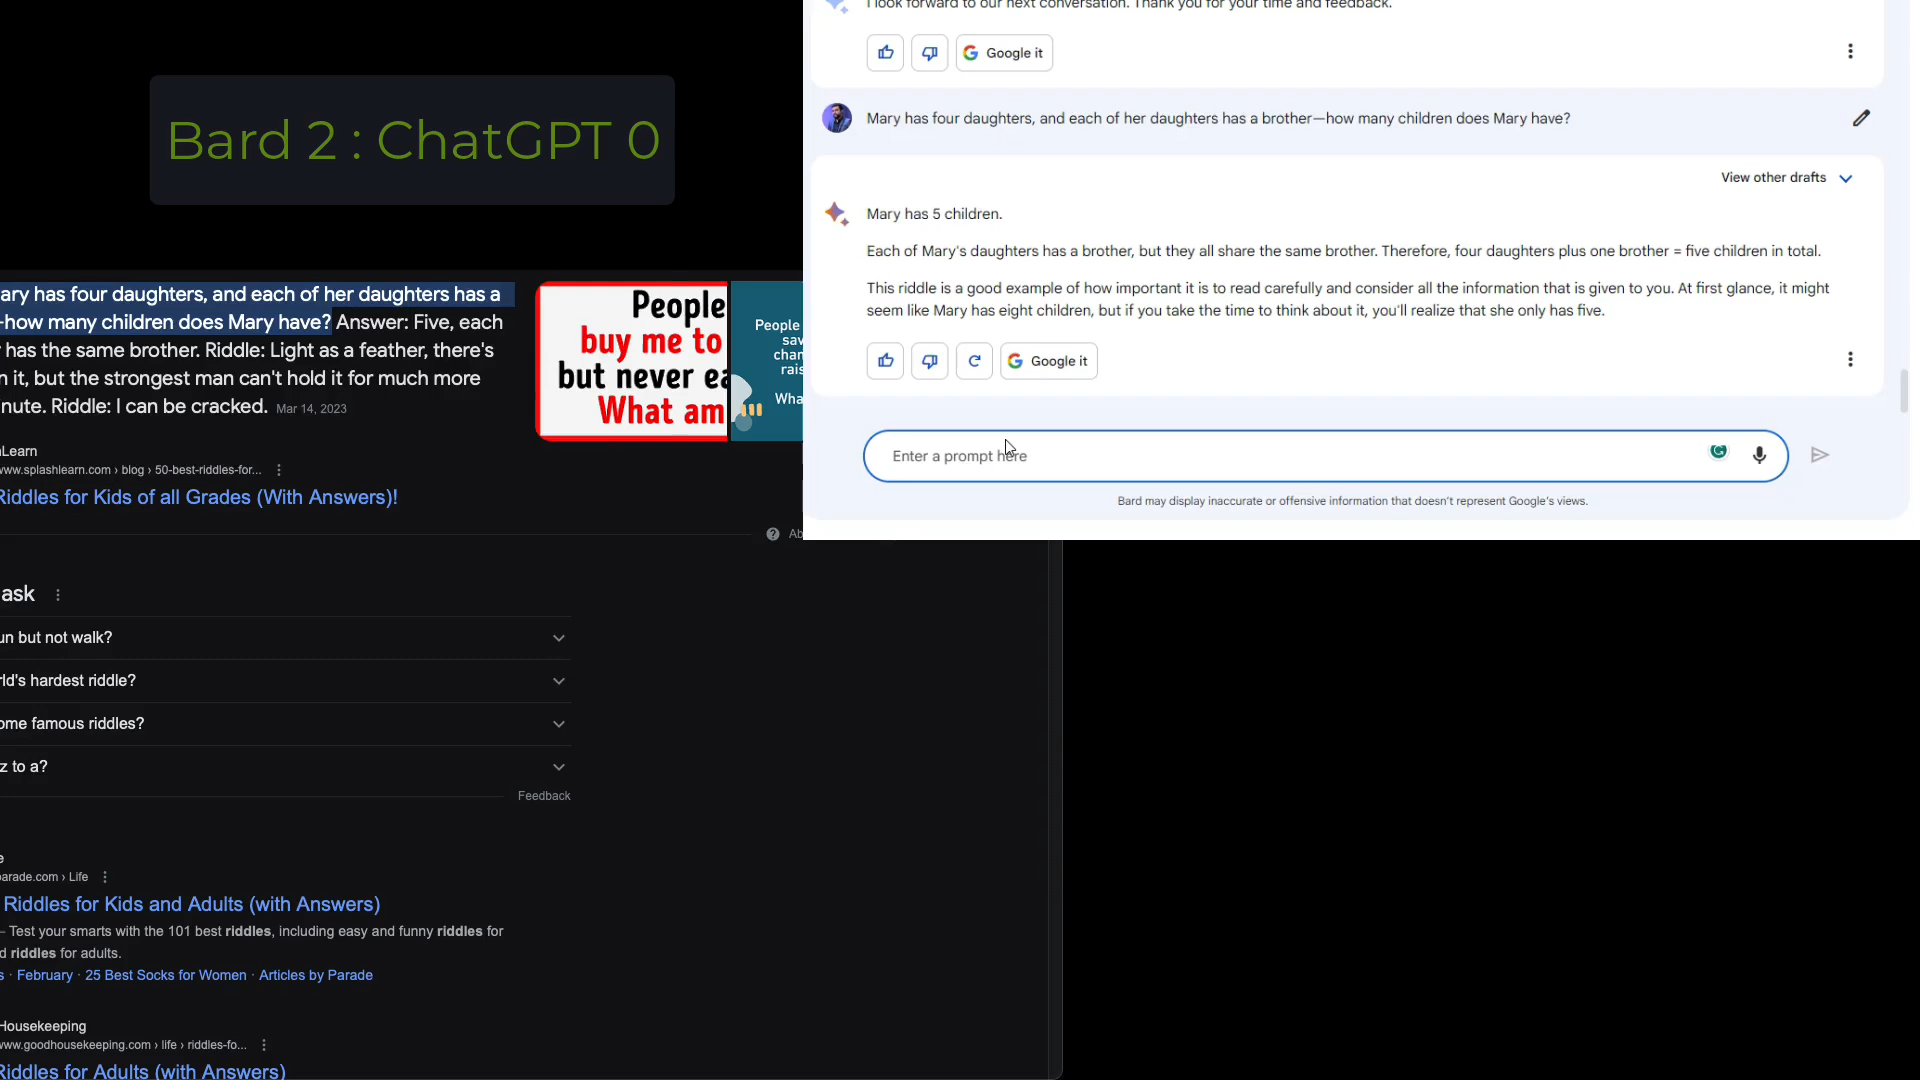 Bard 2 : ChatGPT 0
I look forward to our next conversation. Thank you for your time and feedback.
Google it
Mary has four daughters, and each of her daughters has a brother—how many children does Mary have?
View other drafts
Mary has 5 children.
Each of Mary's daughters has a brother, but they all share the same brother. Therefore, four daughters plus one brother = five children in total.
This riddle is a good example of how important it is to read carefully and consider all the information that is given to you. At first glance, it might
seem like Mary has eight children, but if you take the time to think about it, you'll realize that she only has five.
Google it
Enter a prompt here
Bard may display inaccurate or offensive information that doesn't represent Google's views.
ary has four daughters, and each of her daughters has a
-how many children does Mary have? Answer: Five, each
has the same brother. Riddle: Light as a feather, there's
n it, but the strongest man can't hold it for much more
nute. Riddle: I can be cracked. Mar 14, 2023
People
buy me to
but never ea
What am
People
sav
chan
rais
Wha
Learn
www.splashlearn.com › blog › 50-best-riddles-for...
Riddles for Kids of all Grades (With Answers)!
Ab
ask
un but not walk?
rld's hardest riddle?
ome famous riddles?
z to a?
Feedback
e
parade.com › Life
Riddles for Kids and Adults (with Answers)
– Test your smarts with the 101 best riddles, including easy and funny riddles for
d riddles for adults.
s · February · 25 Best Socks for Women · Articles by Parade
Housekeeping
www.goodhousekeeping.com › life › riddles-fo...
Riddles for Adults (with Answers)